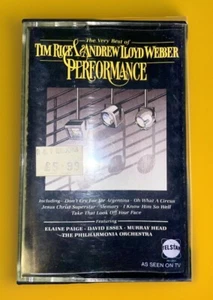 The Very Best of
TIM RICE & ANDREW LLOYD WEBBER
PERFORMANCE
Including - Don't Cry For Me Argentina - Oh What A Circus
Jesus Christ Superstar - Memory - I Know Him So Well
Take That Look Off Your Face
Featuring
ELAINE PAIGE - DAVID ESSEX - MURRAY HEAD
- THE PHILHARMONIA ORCHESTRA
TELSTAR
AS SEEN ON TV